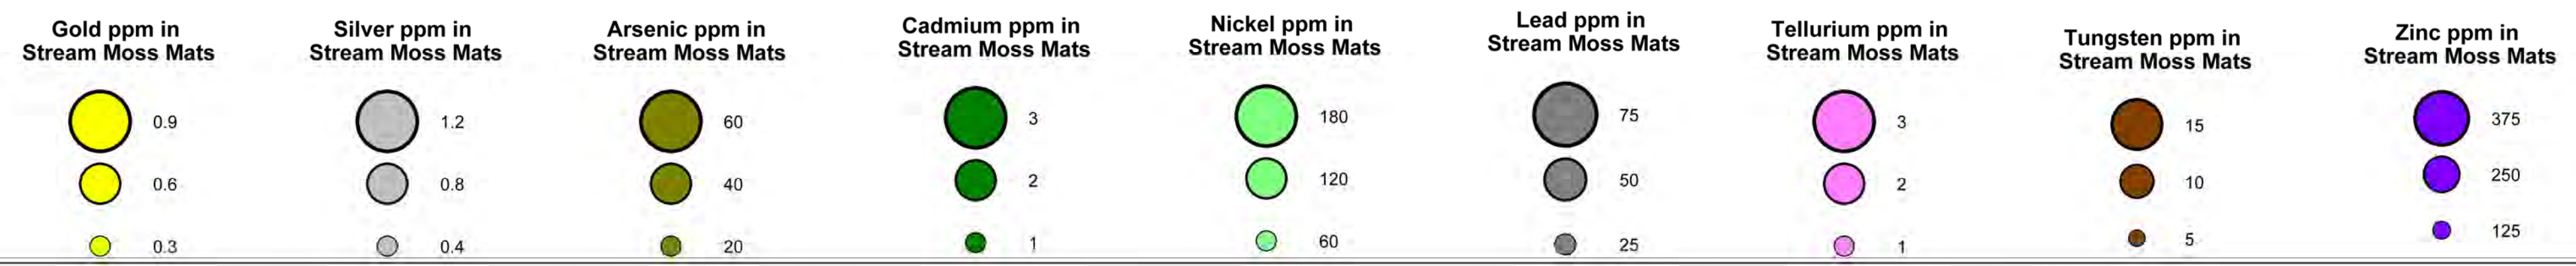 Gold ppm in
Stream Moss Mats
0.9
0.6
0.3
Silver ppm in
Stream Moss Mats
1.2
0.8
0.4
Arsenic ppm in
Stream Moss Mats
60
40
20
Cadmium ppm in
Stream Moss Mats
3
2
1
Nickel ppm in
Stream Moss Mats
180
120
60
Lead ppm in
Stream Moss Mats
75
50
25
Tellurium ppm in
Stream Moss Mats
3
2
1
Tungsten ppm in
Stream Moss Mats
15
10
5
Zinc ppm in
Stream Moss Mats
375
250
125